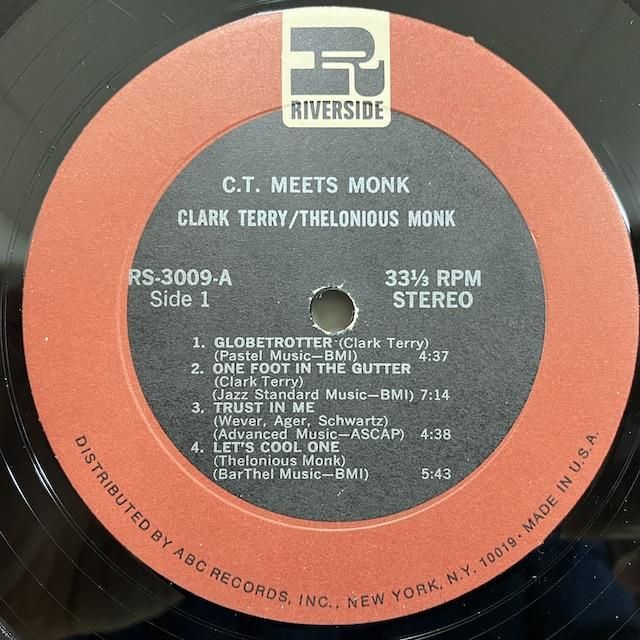 R
RIVERSIDE
C.T. MEETS MONK
CLARK TERRY/THELONIOUS MONK
RS-3009-A 33⅓ RPM
Side 1 STEREO
1. GLOBETROTTER (Clark Terry)
(Pastel Music—BMI) 4:37
2. ONE FOOT IN THE GUTTER
(Clark Terry)
(Jazz Standard Music—BMI) 7:14
3. TRUST IN ME
(Wever, Ager, Schwartz)
(Advanced Music—ASCAP) 4:38
4. LET'S COOL ONE
(Thelonious Monk)
(BarThel Music—BMI) 5:43
DISTRIBUTED BY ABC RECORDS, INC., NEW YORK, N.Y. 10019 • MADE IN U.S.A.